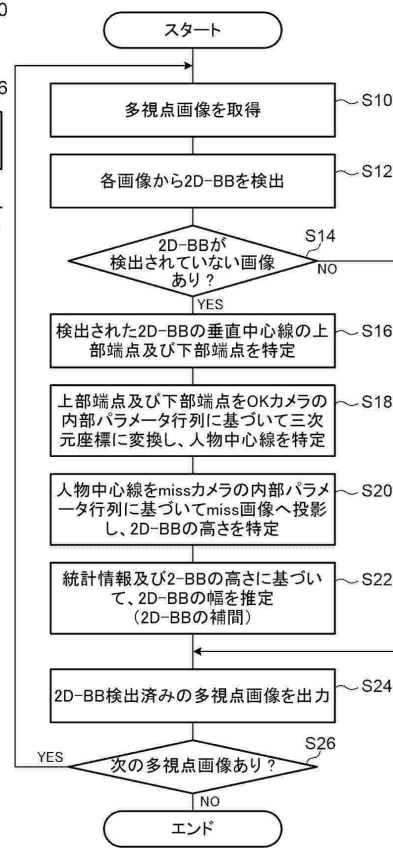 0
6
スタート
多視点画像を取得
S10
各画像から2D-BBを検出
S12
2D-BBが
検出されていない画像
あり？
S14
NO
YES
検出された2D-BBの垂直中心線の上
部端点及び下部端点を特定
S16
上部端点及び下部端点をOKカメラの
内部パラメータ行列に基づいて三次
元座標に変換し、人物中心線を特定
S18
人物中心線をmissカメラの内部パラメ
ータ行列に基づいてmiss画像へ投影
し、2D-BBの高さを特定
S20
統計情報及び2-BBの高さに基づい
て、2D-BBの幅を推定
（2D-BBの補間）
S22
2D-BB検出済みの多視点画像を出力
S24
次の多視点画像あり？
S26
YES
NO
エンド